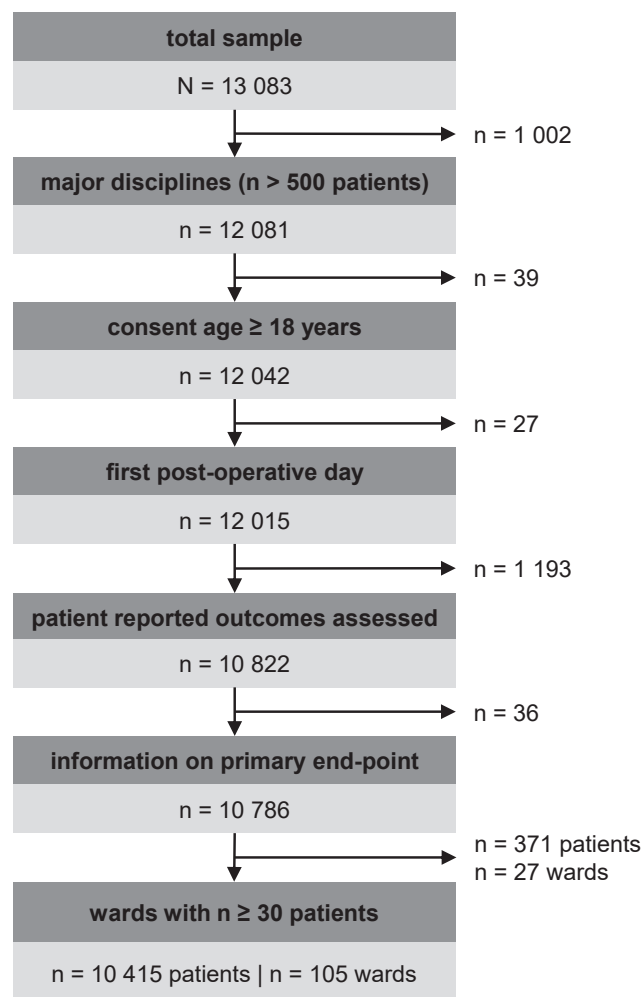 total sample
N = 13 083
n = 1 002
major disciplines (n > 500 patients)
n = 12 081
n = 39
consent age ≥ 18 years
n = 12 042
n = 27
first post-operative day
n = 12 015
n = 1 193
patient reported outcomes assessed
n = 10 822
n = 36
information on primary end-point
n = 10 786
n = 371 patients
n = 27 wards
wards with n ≥ 30 patients
n = 10 415 patients | n = 105 wards